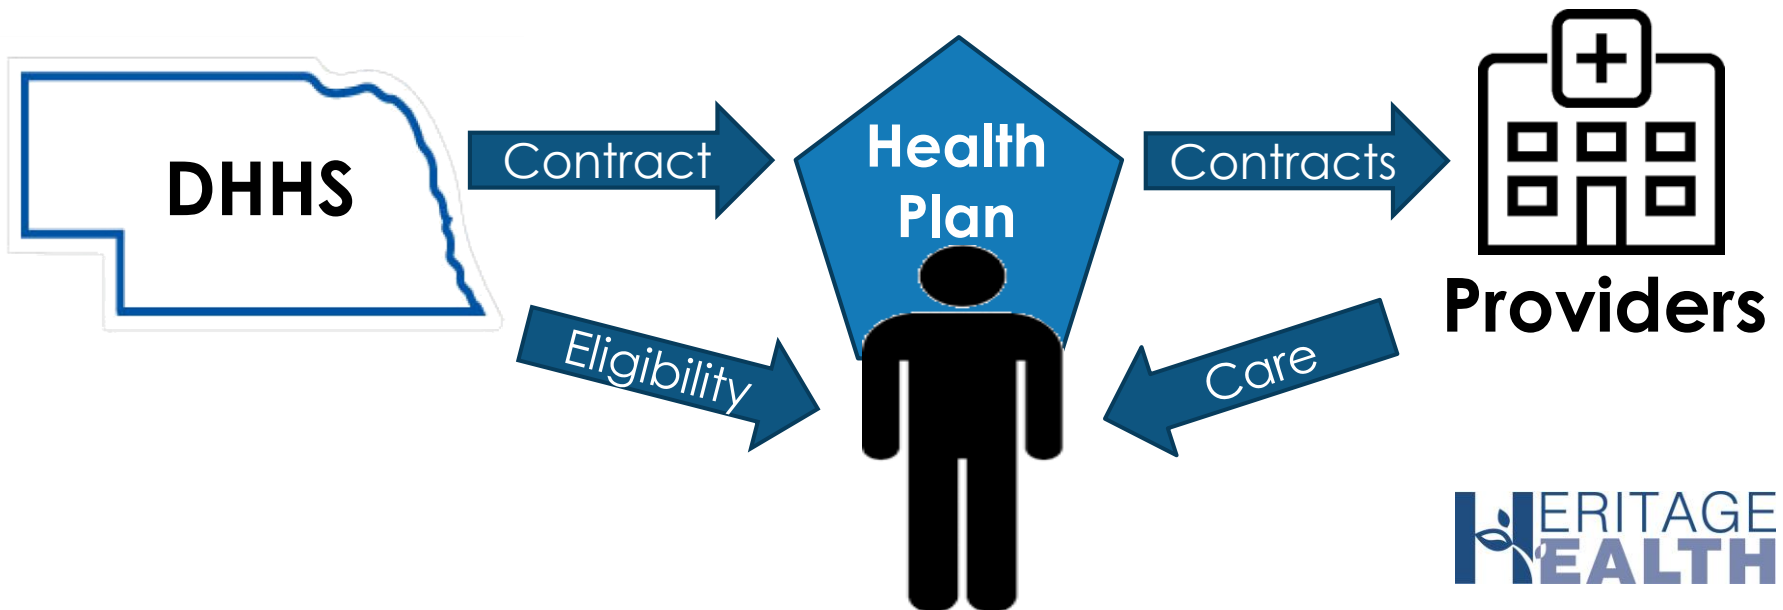 DHHS
Contract
Health
Plan
Contracts
Providers
Eligibility
Care
HERITAGE
HEALTH